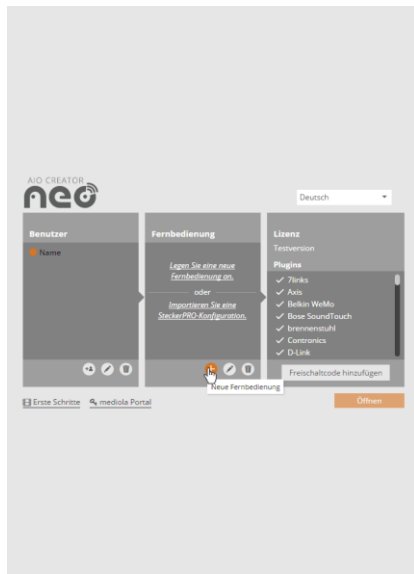 AIO CREATOR
neo
Deutsch
Benutzer
Name
Fernbedienung
Legen Sie eine neue
Fernbedienung an.
oder
Importieren Sie eine
SteckerPRO-Konfiguration.
Lizenz
Testversion
Plugins
7links
Axis
Belkin WeMo
Bose SoundTouch
brennenstuhl
Contronics
D-Link
Freischaltcode hinzufügen
Neue Fernbedienung
Erste Schritte
mediola Portal
Öffnen